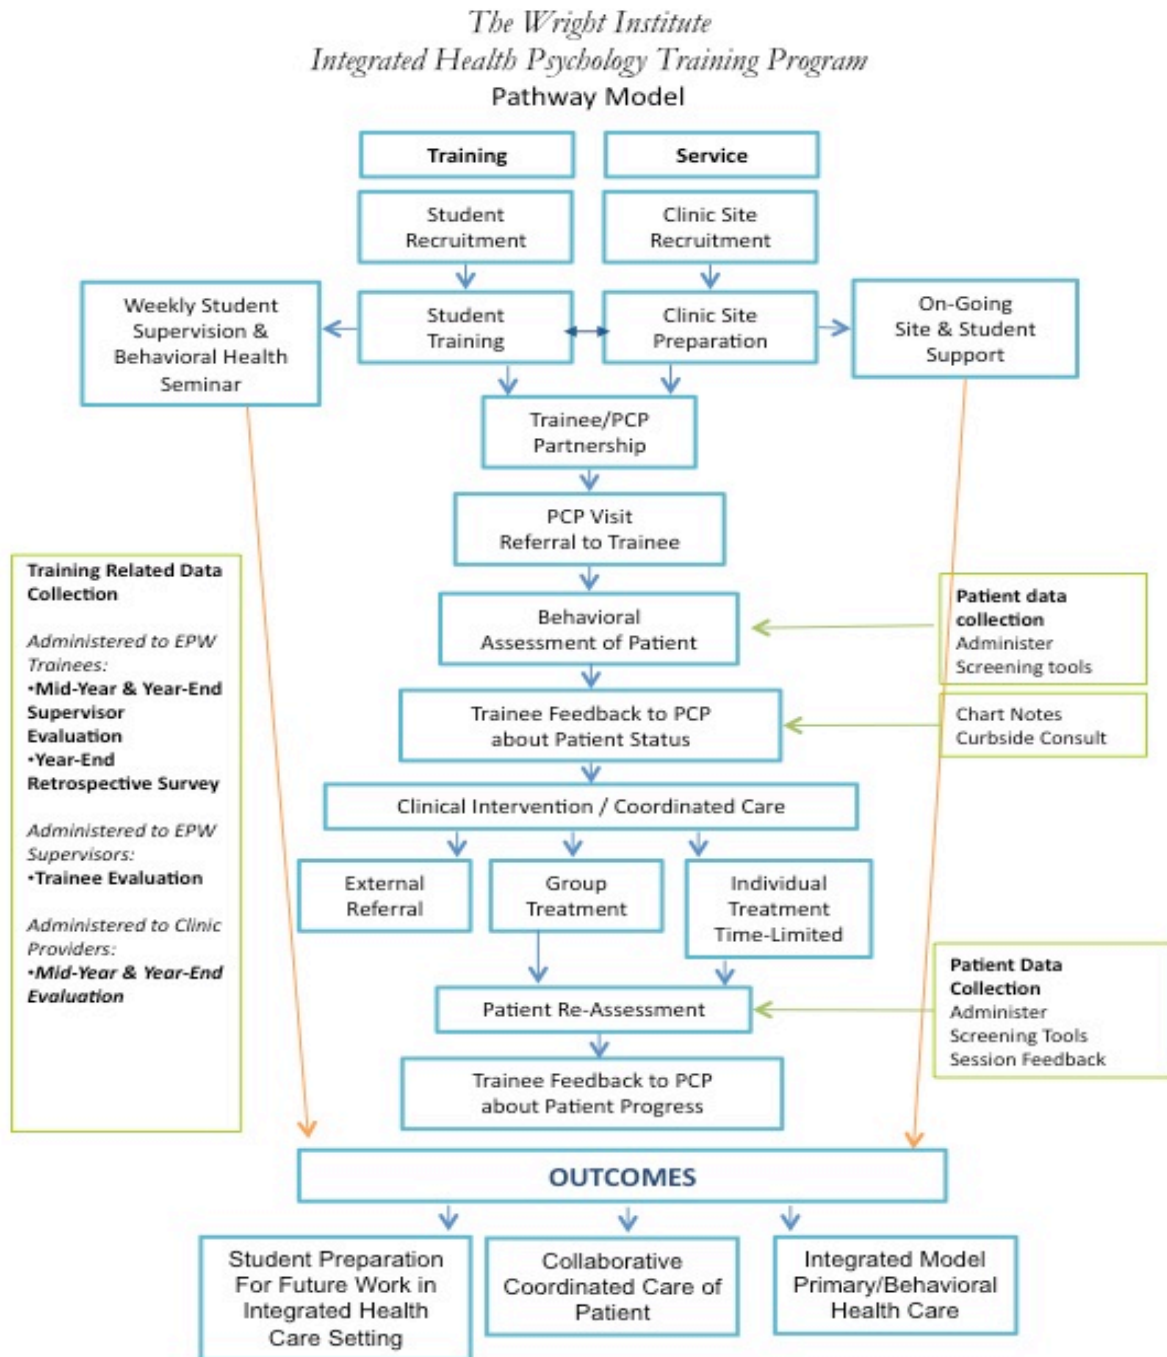 The Wright Institute
Integrated Health Psychology Training Program
Pathway Model
Training
Service
Student
Recruitment
Clinic Site
Recruitment
Weekly Student
Supervision &
Behavioral Health
Seminar
Student
Training
Clinic Site
Preparation
On-Going
Site & Student
Support
Trainee/PCP
Partnership
PCP Visit
Referral to Trainee
Training Related Data
Collection
Administered to EPW
Trainees:
•Mid-Year & Year-End
Supervisor
Evaluation
•Year-End
Retrospective Survey
Administered to EPW
Supervisors:
•Trainee Evaluation
Administered to Clinic
Providers:
•Mid-Year & Year-End
Evaluation
Behavioral
Assessment of Patient
Patient data
collection
Administer
Screening tools
Trainee Feedback to PCP
about Patient Status
Chart Notes
Curbside Consult
Clinical Intervention / Coordinated Care
External
Referral
Group
Treatment
Individual
Treatment
Time-Limited
Patient Re-Assessment
Patient Data
Collection
Administer
Screening Tools
Session Feedback
Trainee Feedback to PCP
about Patient Progress
OUTCOMES
Student Preparation
For Future Work in
Integrated Health
Care Setting
Collaborative
Coordinated Care of
Patient
Integrated Model
Primary/Behavioral
Health Care